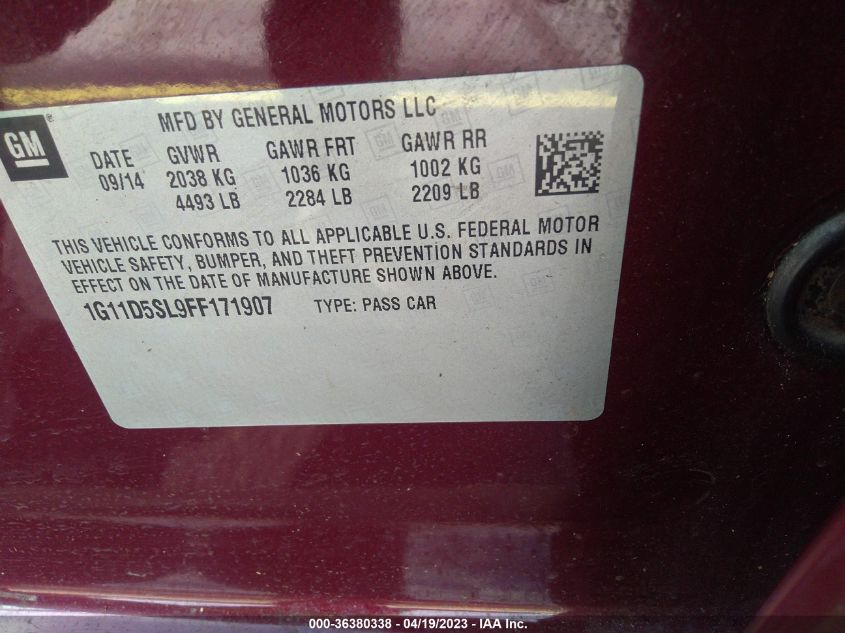 GM
MFD BY GENERAL MOTORS LLC
DATE GVWR GAWR FRT GAWR RR
09/14 2038 KG 1036 KG 1002 KG
4493 LB 2284 LB 2209 LB
THIS VEHICLE CONFORMS TO ALL APPLICABLE U.S. FEDERAL MOTOR
VEHICLE SAFETY, BUMPER, AND THEFT PREVENTION STANDARDS IN
EFFECT ON THE DATE OF MANUFACTURE SHOWN ABOVE.
1G11D5SL9FF171907 TYPE: PASS CAR
000-36380338 - 04/19/2023 - IAA Inc.